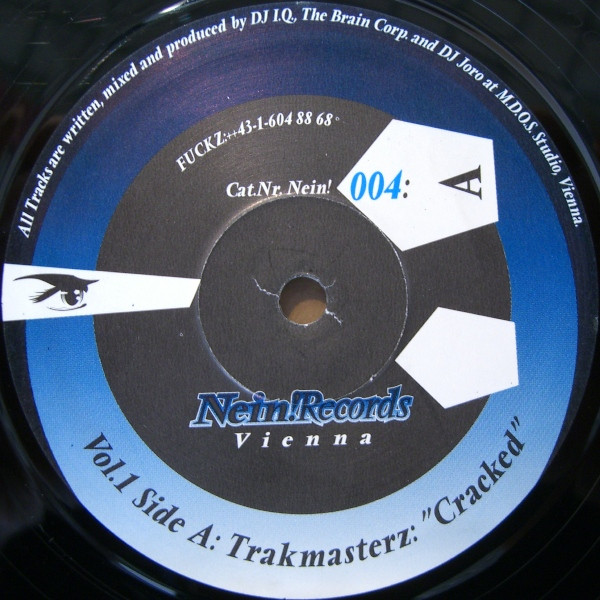 All Tracks are written, mixed and produced by DJ I.Q., The Brain Corp. and DJ Joro at M.D.O.S. Studio, Vienna.
FUCKZ:++43-1-604 88 68°
Cat.Nr. Nein! 004: A
Nein!Records
Vienna
Vol.1 Side A: Trakmasterz: "Cracked"